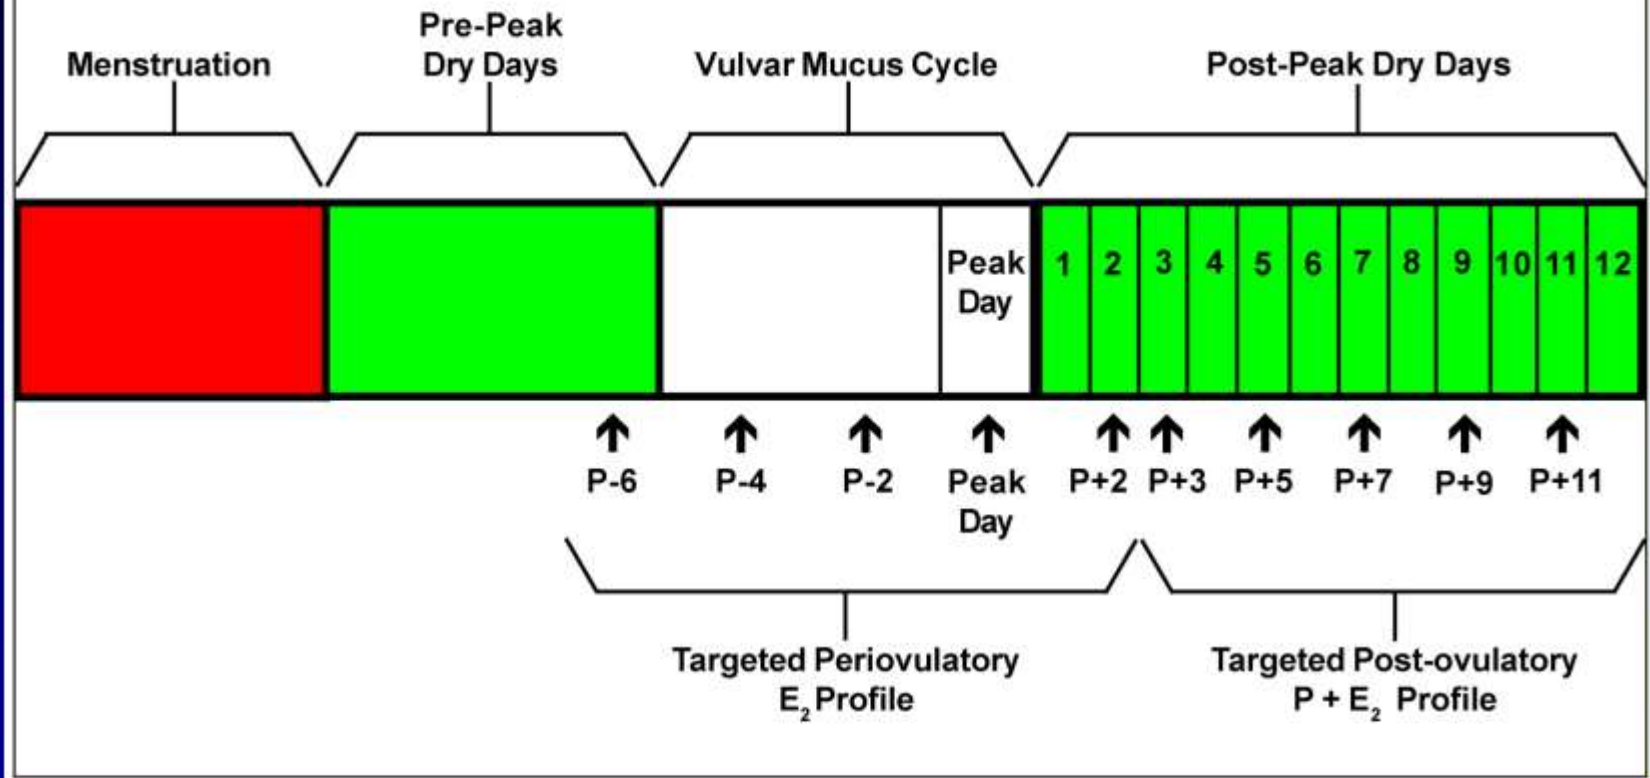 Menstruation
Pre-Peak
Dry Days
Vulvar Mucus Cycle
Post-Peak Dry Days
Peak
Day
1 2 3 4 5 6 7 8 9 10 11 12
P-6 P-4 P-2 Peak
Day
P+2 P+3 P+5 P+7 P+9 P+11
Targeted Periovulatory
E₂ Profile
Targeted Post-ovulatory
P + E₂ Profile